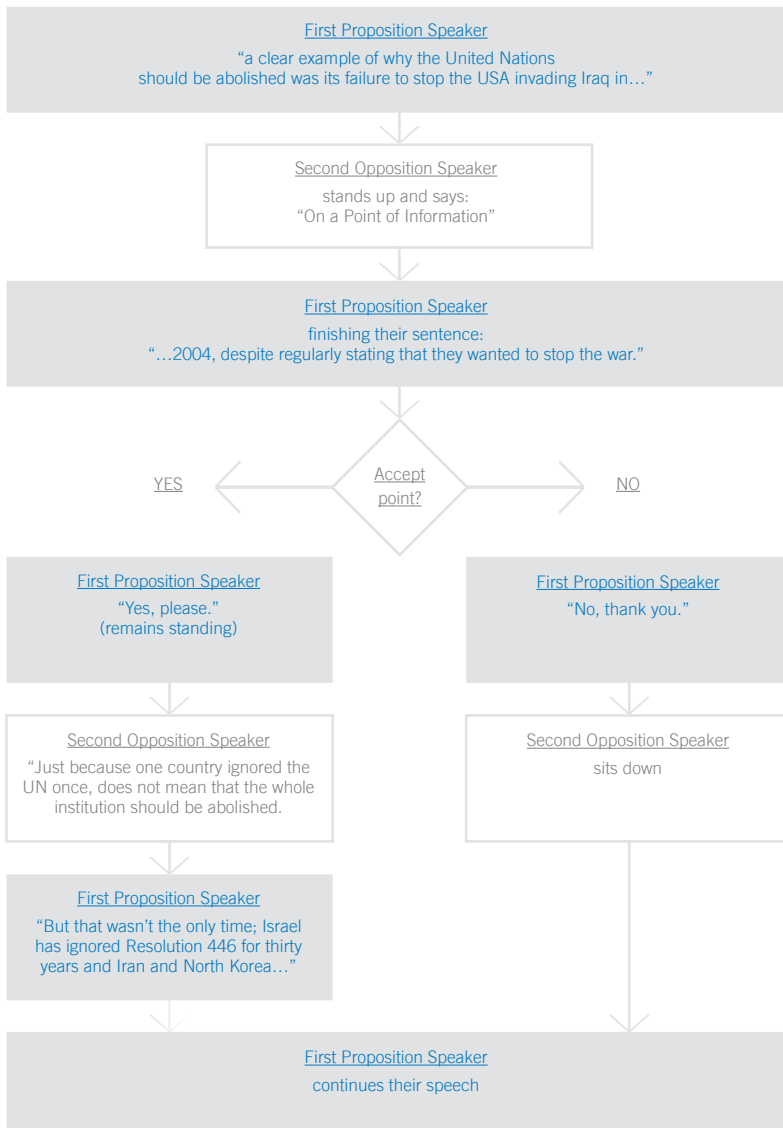 First Proposition Speaker
“a clear example of why the United Nations
should be abolished was its failure to stop the USA invading Iraq in…”
Second Opposition Speaker
stands up and says:
“On a Point of Information”
First Proposition Speaker
finishing their sentence:
“…2004, despite regularly stating that they wanted to stop the war.”
Accept
point?
YES
NO
First Proposition Speaker
“Yes, please.”
(remains standing)
First Proposition Speaker
“No, thank you.”
Second Opposition Speaker
“Just because one country ignored the
UN once, does not mean that the whole
institution should be abolished.
Second Opposition Speaker
sits down
First Proposition Speaker
“But that wasn’t the only time; Israel
has ignored Resolution 446 for thirty
years and Iran and North Korea…”
First Proposition Speaker
continues their speech